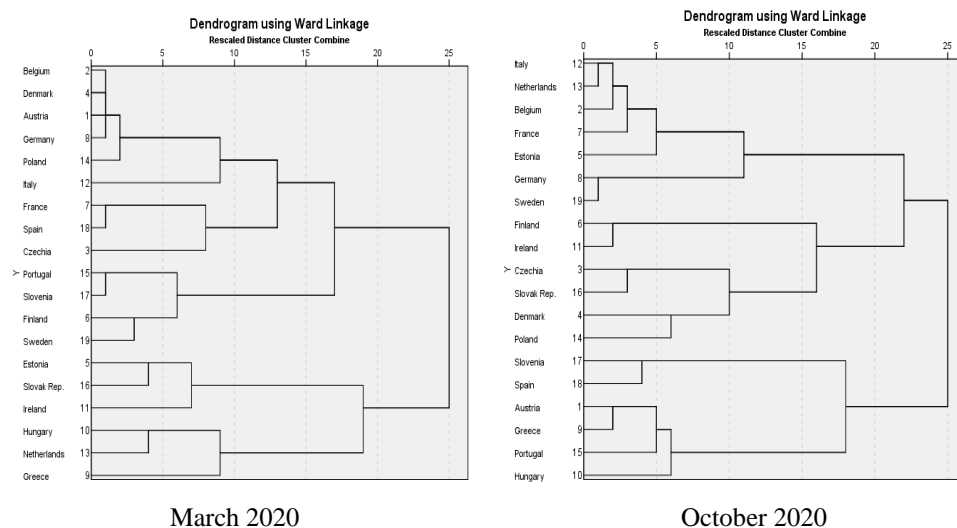 Dendrogram using Ward Linkage
Rescaled Distance Cluster Combine
0 5 10 15 20 25
Belgium 2
Denmark 4
Austria 1
Germany 8
Poland 14
Italy 12
France 7
Spain 18
Czechia 3
Y Portugal 15
Slovenia 17
Finland 6
Sweden 19
Estonia 5
Slovak Rep. 16
Ireland 11
Hungary 10
Netherlands 13
Greece 9
March 2020
Dendrogram using Ward Linkage
Rescaled Distance Cluster Combine
0 5 10 15 20 25
Italy 12
Netherlands 13
Belgium 2
France 7
Estonia 5
Germany 8
Sweden 19
Finland 6
Ireland 11
Y Czechia 3
Slovak Rep. 16
Denmark 4
Poland 14
Slovenia 17
Spain 18
Austria 1
Greece 9
Portugal 15
Hungary 10
October 2020